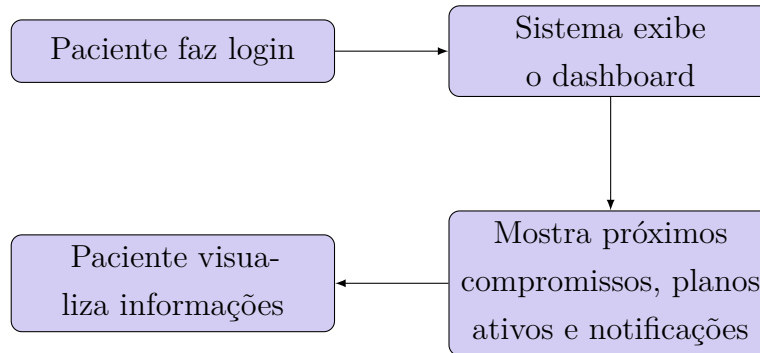 Paciente faz login
Sistema exibe
o dashboard
Mostra próximos
compromissos, planos
ativos e notificações
Paciente visua-
liza informações